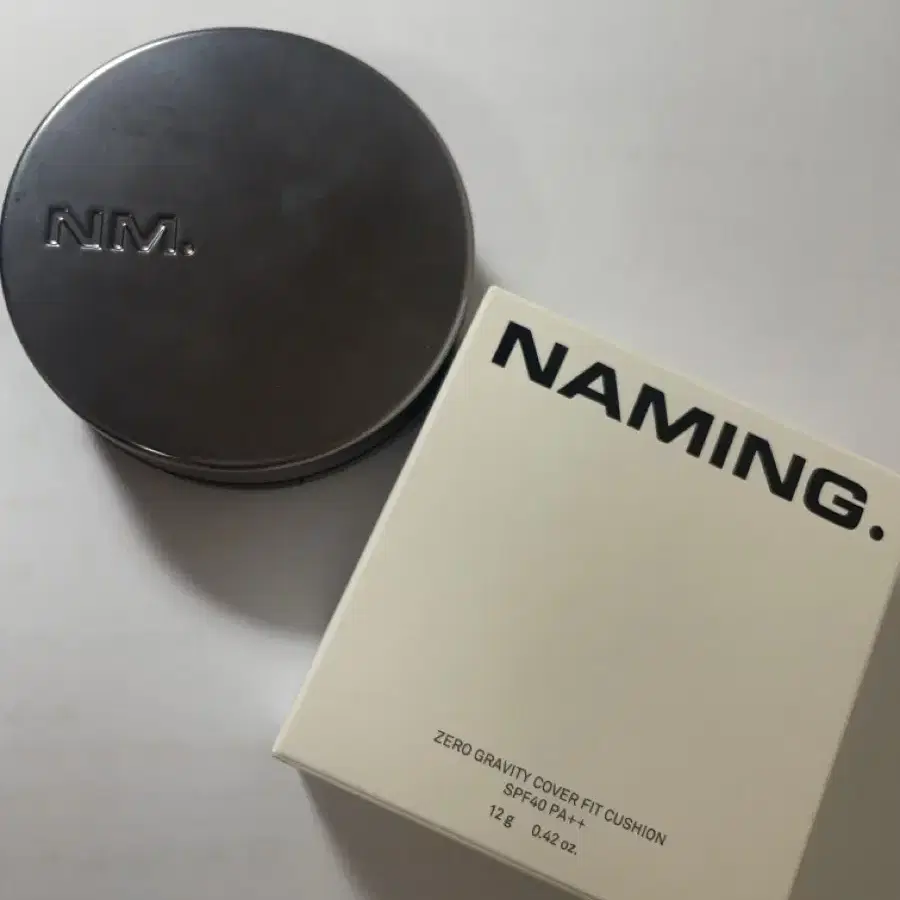 NM.
NAMING.
ZERO GRAVITY COVER FIT CUSHION
SPF40 PA++
12 g 0.42 oz.